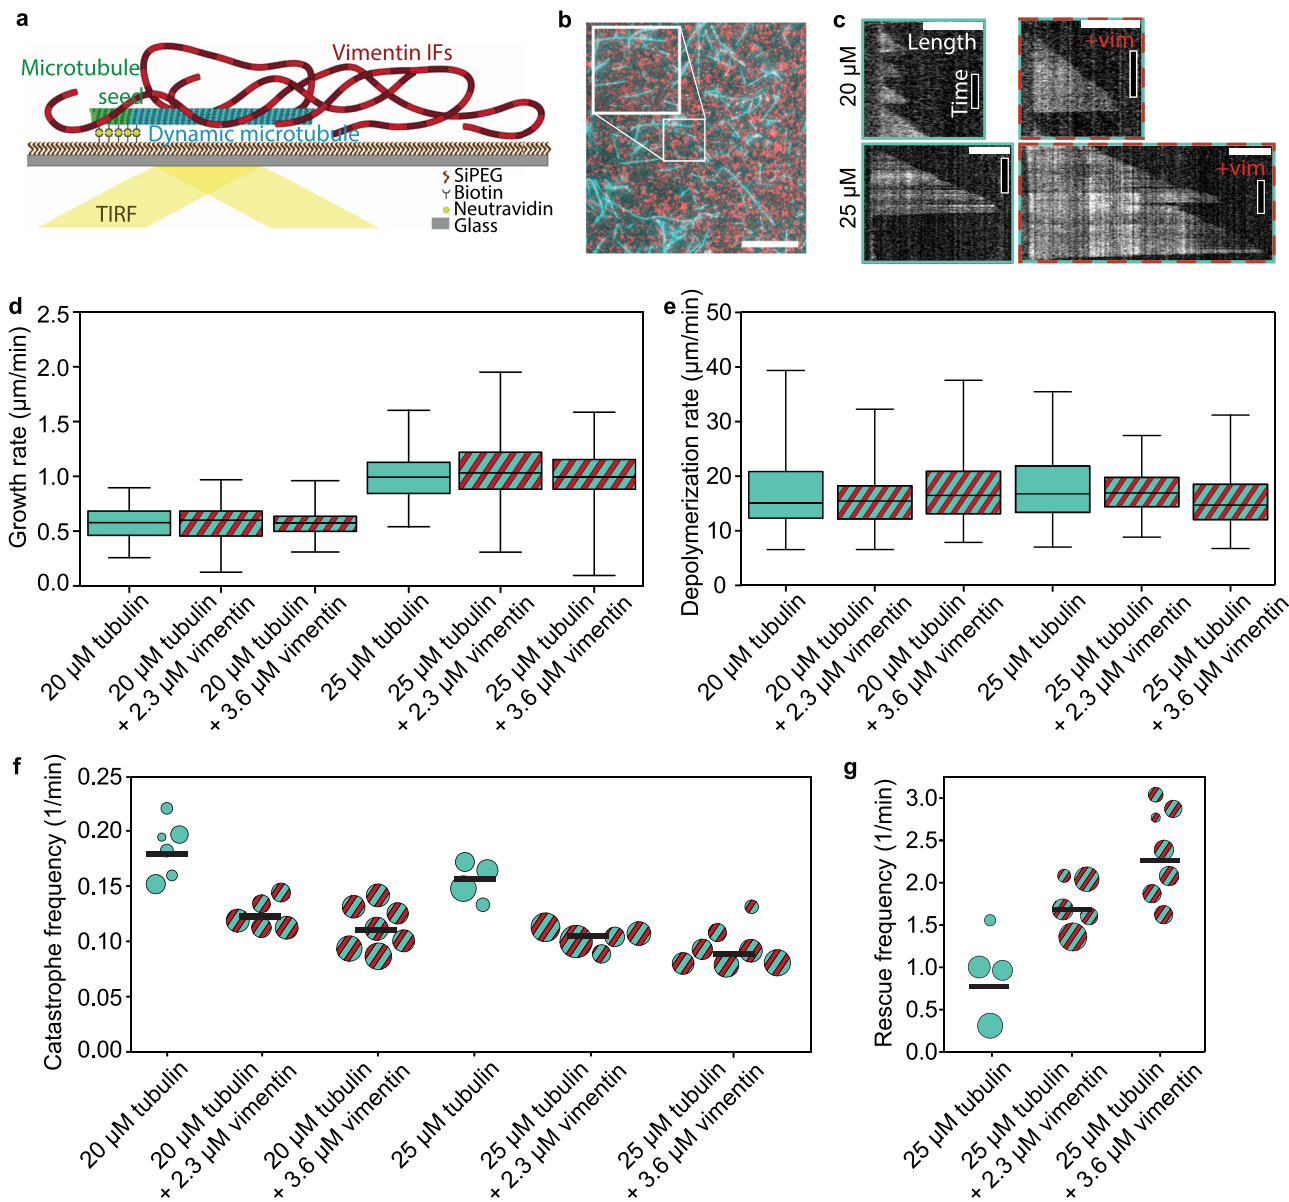 a
Vimentin IFs
Microtubule
seed
Dynamic microtubule
TIRF
SiPEG
Biotin
Neutravidin
Glass
b
c
20 µM
Length
Time
+vim
25 µM
+vim
d
Growth rate (µm/min)
2.5
2.0
1.5
1.0
0.5
0.0
20 µM tubulin
20 µM tubulin
+ 2.3 µM vimentin
20 µM tubulin
+ 3.6 µM vimentin
25 µM tubulin
25 µM tubulin
+ 2.3 µM vimentin
25 µM tubulin
+ 3.6 µM vimentin
e
Depolymerization rate (µm/min)
50
40
30
20
10
0
20 µM tubulin
20 µM tubulin
+ 2.3 µM vimentin
20 µM tubulin
+ 3.6 µM vimentin
25 µM tubulin
25 µM tubulin
+ 2.3 µM vimentin
25 µM tubulin
+ 3.6 µM vimentin
f
Catastrophe frequency (1/min)
0.25
0.20
0.15
0.10
0.05
0.00
20 µM tubulin
20 µM tubulin
+ 2.3 µM vimentin
20 µM tubulin
+ 3.6 µM vimentin
25 µM tubulin
25 µM tubulin
+ 2.3 µM vimentin
25 µM tubulin
+ 3.6 µM vimentin
g
Rescue frequency (1/min)
3.0
2.5
2.0
1.5
1.0
0.5
0.0
25 µM tubulin
25 µM tubulin
+ 2.3 µM vimentin
25 µM tubulin
+ 3.6 µM vimentin